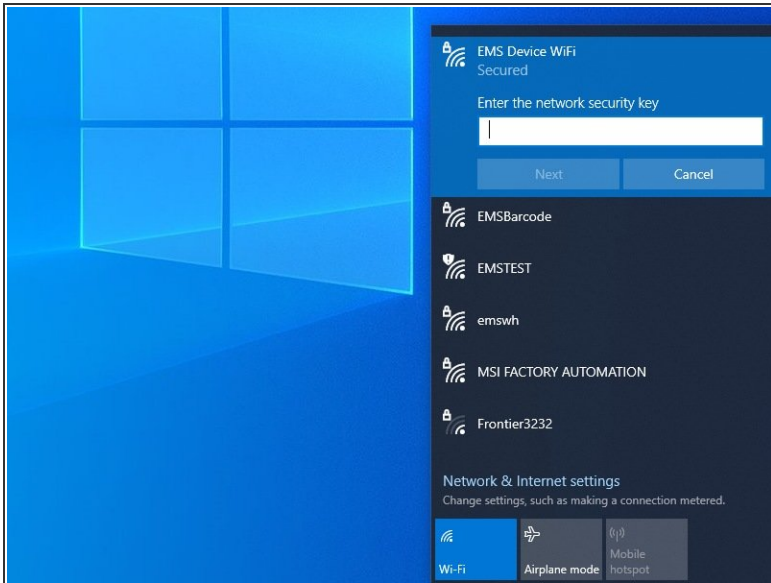 EMS Device WiFi
Secured
Enter the network security key
Next
Cancel
EMSBarcode
EMSTEST
emswh
MSI FACTORY AUTOMATION
Frontier3232
Network & Internet settings
Change settings, such as making a connection metered.
Wi-Fi
Airplane mode
Mobile
hotspot